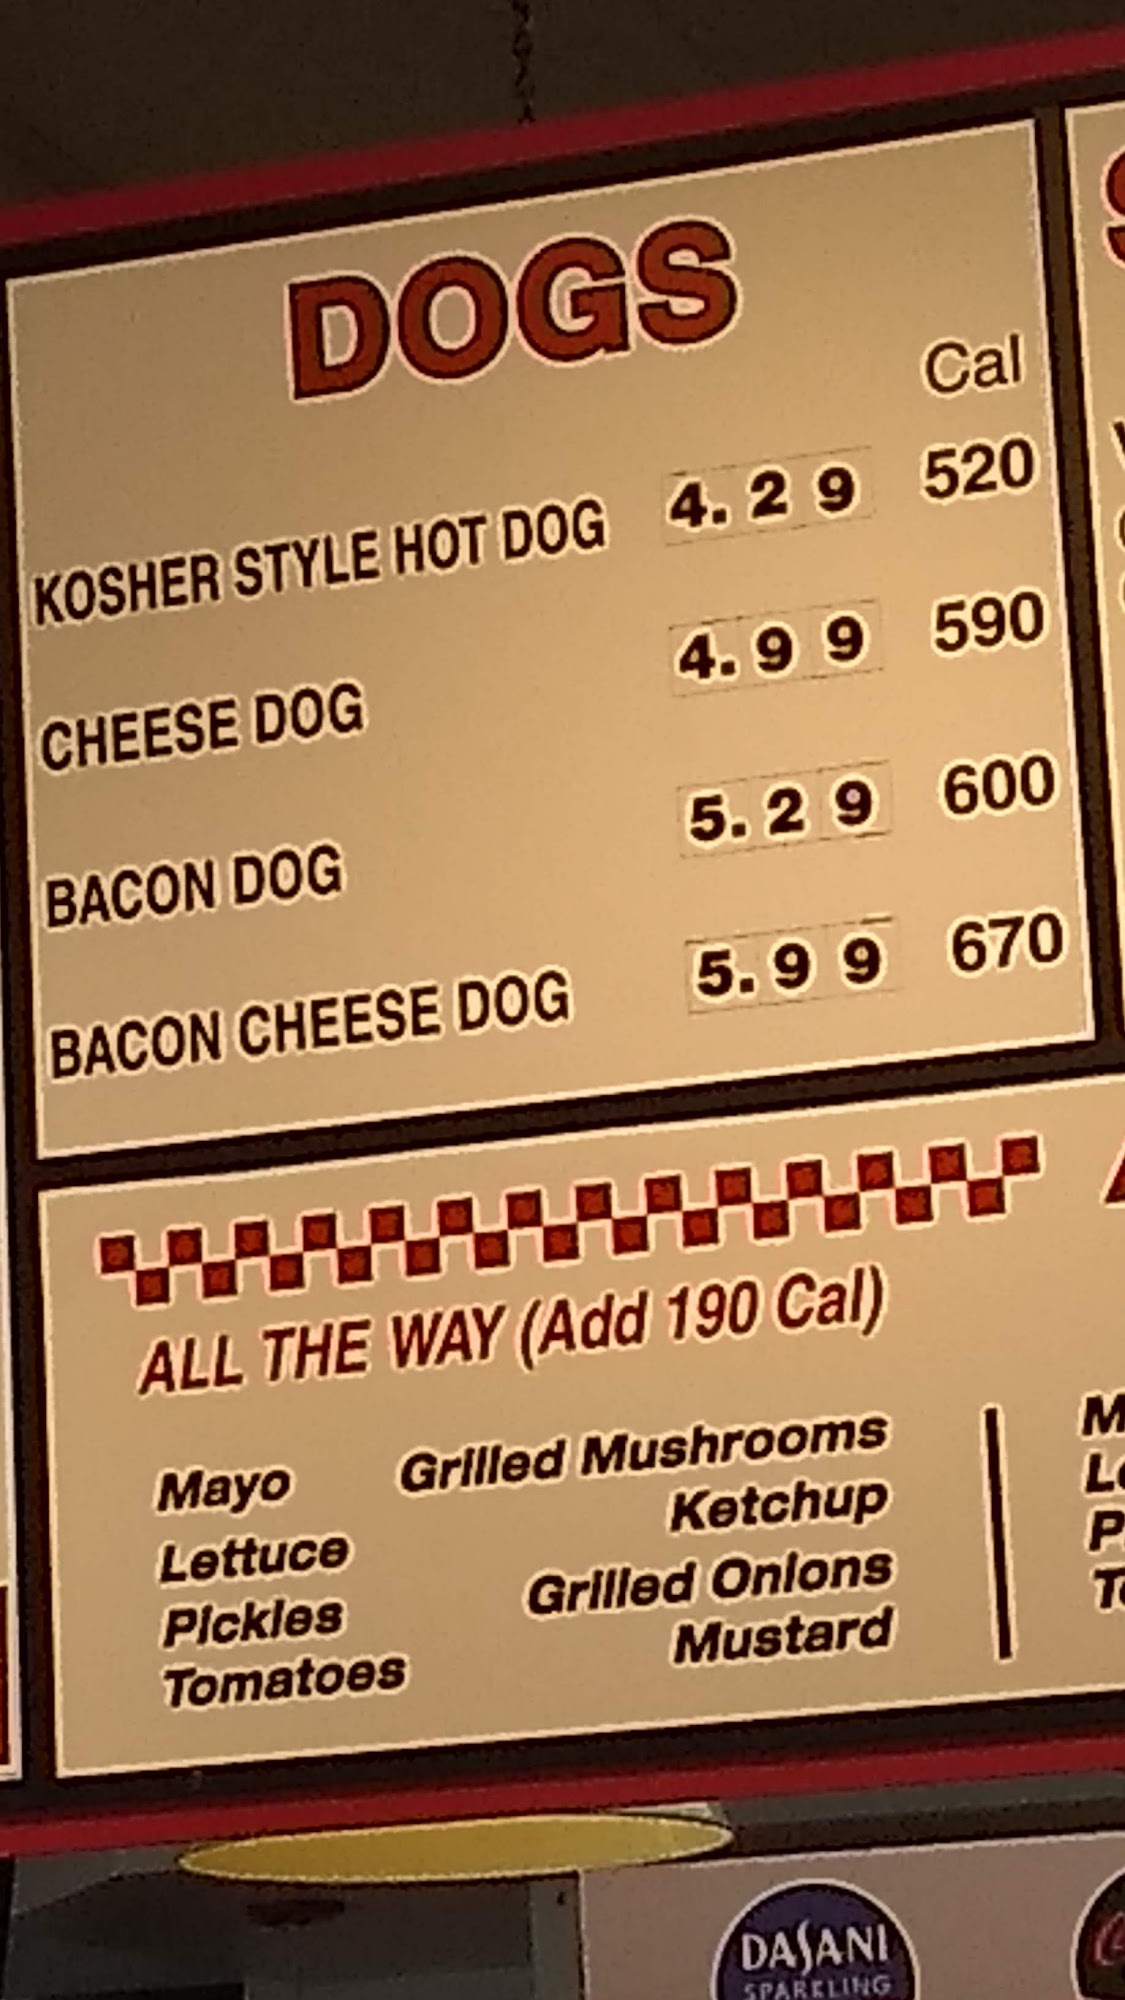 DOGS
Cal
KOSHER STYLE HOT DOG 4.29 520
CHEESE DOG 4.99 590
BACON DOG 5.29 600
BACON CHEESE DOG 5.99 670
ALL THE WAY (Add 190 Cal)
Mayo Grilled Mushrooms
Lettuce Ketchup
Pickles Grilled Onions
Tomatoes Mustard
DASANI
SPARKLING